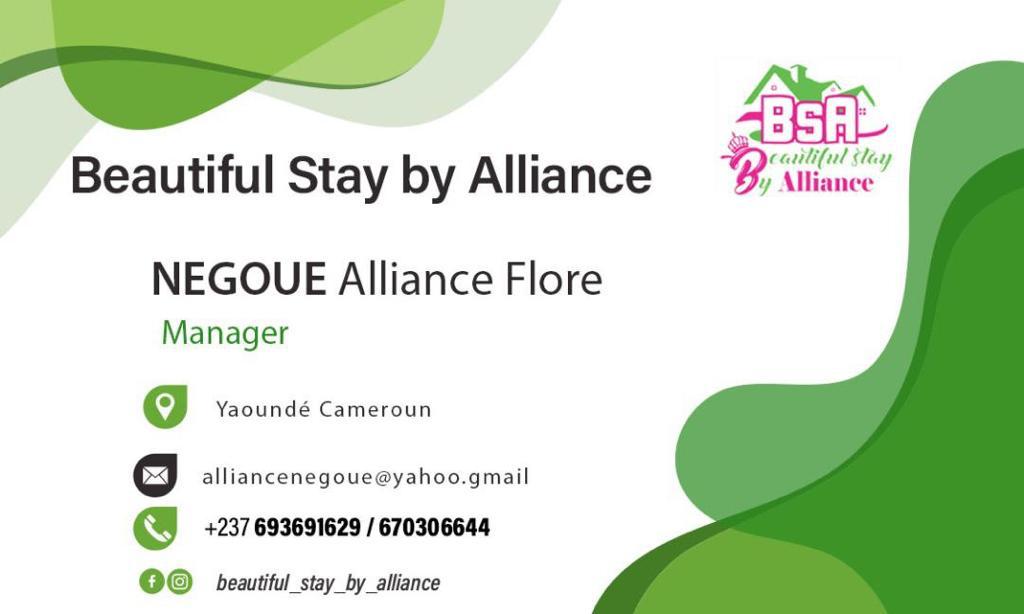 BSA
Beautiful stay
By Alliance
Beautiful Stay by Alliance
NEGOUE Alliance Flore
Manager
Yaoundé Cameroun
alliancenegoue@yahoo.gmail
+237 693691629 / 670306644
beautiful_stay_by_alliance